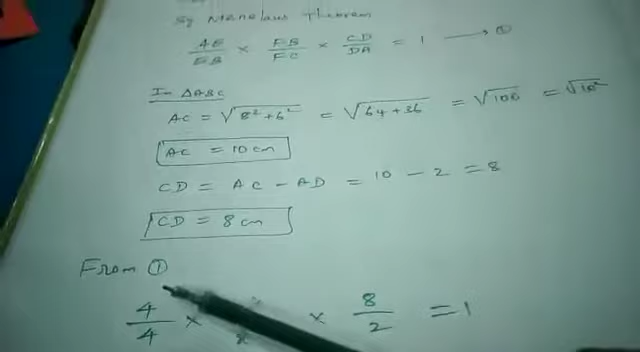 By Menelaus Theorem
AE/EB × FB/FC × CD/DA = 1 → ①
In ΔABC
AC = √8²+6² = √64+36 = √100 = √10²
AC = 10 cm
CD = AC - AD = 10 - 2 = 8
CD = 8 cm
From ①
4/4 × × 8/2 = 1